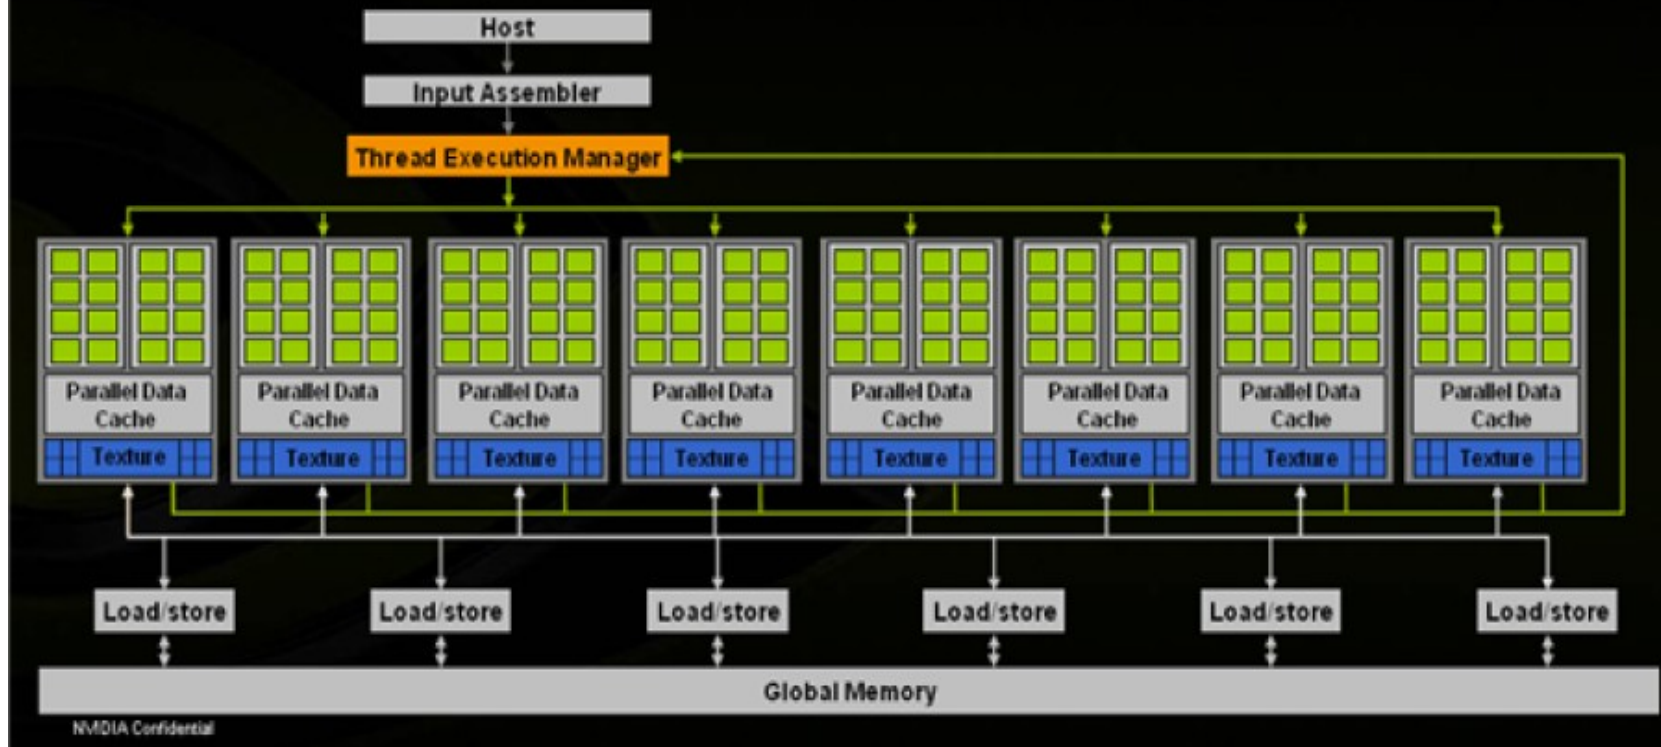 Host
Input Assembler
Thread Execution Manager
Parallel Data
Cache
Texture
Parallel Data
Cache
Texture
Parallel Data
Cache
Texture
Parallel Data
Cache
Texture
Parallel Data
Cache
Texture
Parallel Data
Cache
Texture
Parallel Data
Cache
Texture
Parallel Data
Cache
Texture
Load/store
Load/store
Load/store
Load/store
Load/store
Load/store
Global Memory
NVIDIA Confidential